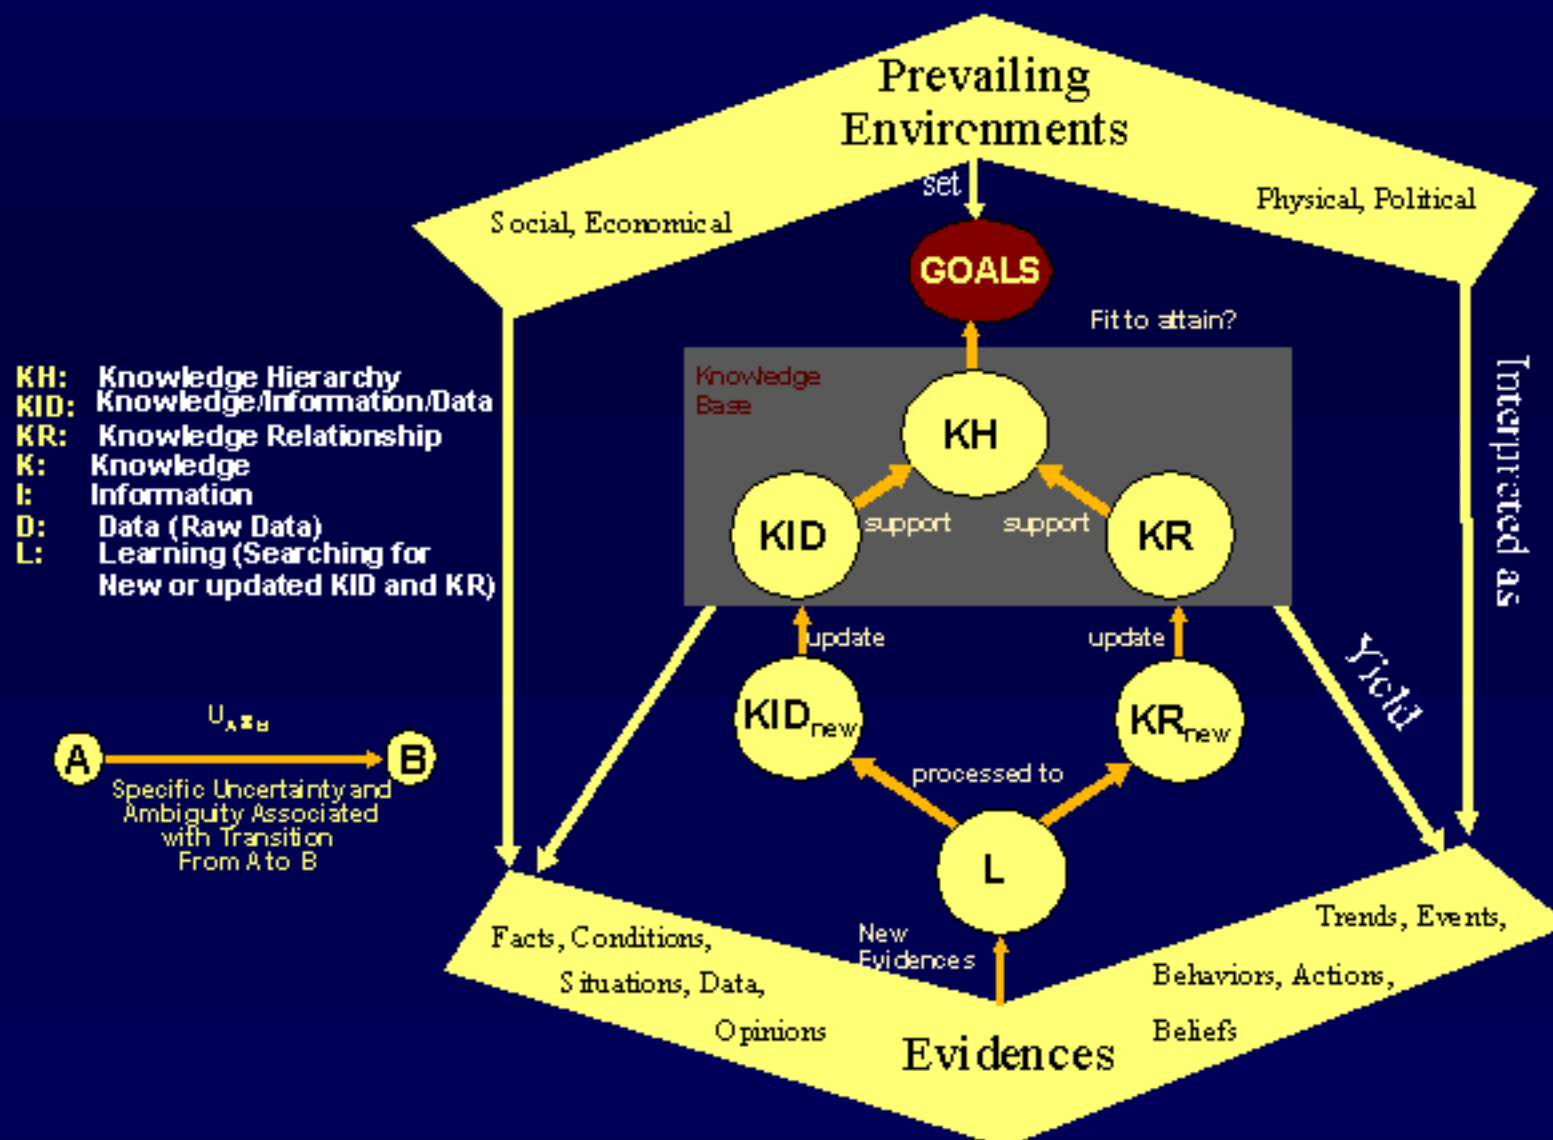 Prevailing
Environments
set
Social, Economical
Physical, Political
GOALS
Fit to attain?
Knowledge
Base
KH
KID
support
support
KR
Interpreted as
KH: Knowledge Hierarchy
KID: Knowledge/Information/Data
KR: Knowledge Relationship
K: Knowledge
I: Information
D: Data (Raw Data)
L: Learning (Searching for
New or updated KID and KR)
update
update
Yield
KIDnew
KRnew
processed to
A
B
Specific Uncertainty and
Ambiguity Associated
with Transition
From A to B
L
New
Evidences
Facts, Conditions,
Situations, Data,
Opinions
Trends, Events,
Behaviors, Actions,
Beliefs
Evidences